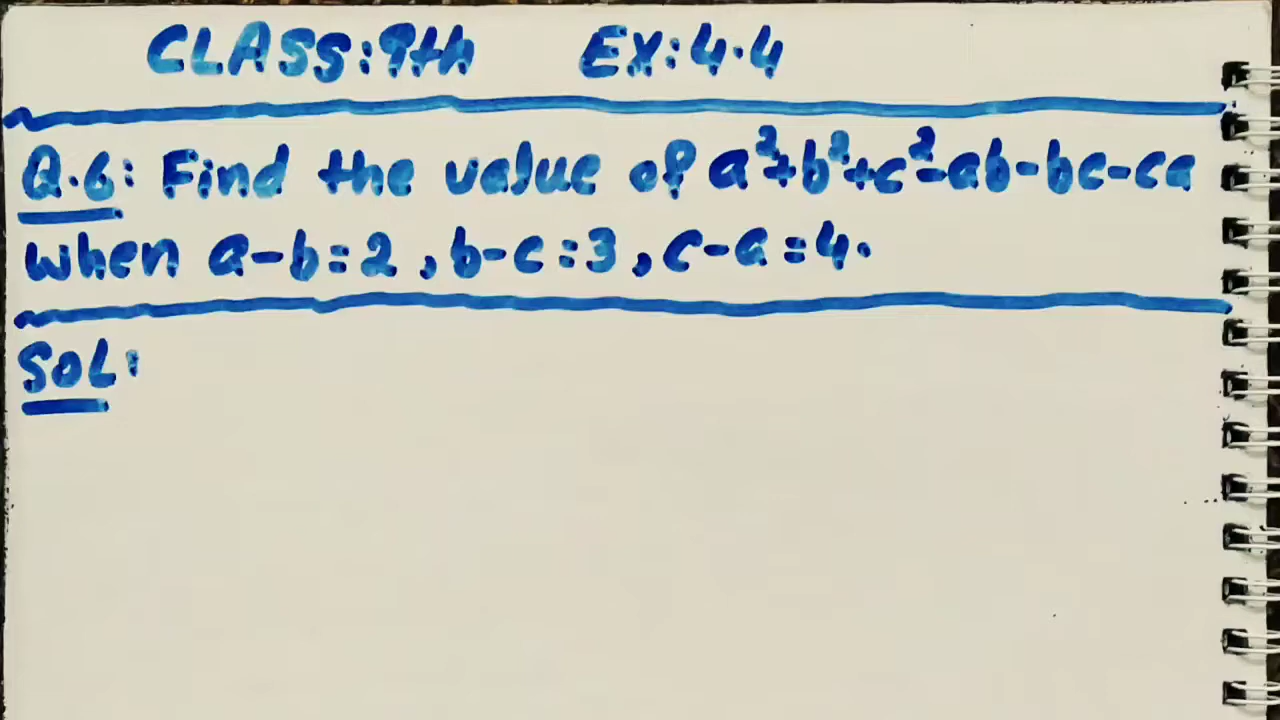 CLASS:9th EX:4.4
Q.6: Find the value of a²+b²+c²-ab-bc-ca
when a-b=2, b-c=3, c-a=4.
SOL: